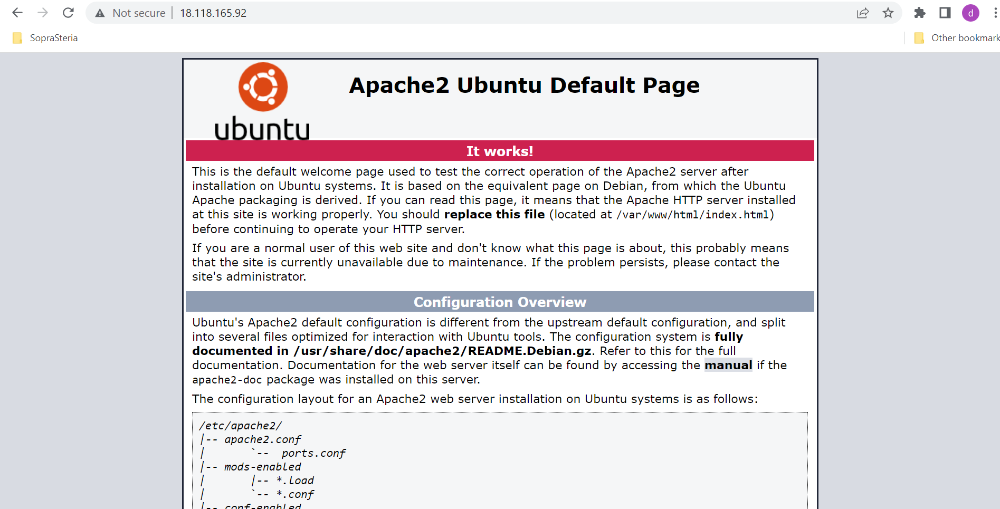 Not secure | 18.118.165.92
d
SopraSteria
Other bookmark
ubuntu
Apache2 Ubuntu Default Page
It works!
This is the default welcome page used to test the correct operation of the Apache2 server after
installation on Ubuntu systems. It is based on the equivalent page on Debian, from which the Ubuntu
Apache packaging is derived. If you can read this page, it means that the Apache HTTP server installed
at this site is working properly. You should replace this file (located at /var/www/html/index.html)
before continuing to operate your HTTP server.
If you are a normal user of this web site and don't know what this page is about, this probably means
that the site is currently unavailable due to maintenance. If the problem persists, please contact the
site's administrator.
Configuration Overview
Ubuntu's Apache2 default configuration is different from the upstream default configuration, and split
into several files optimized for interaction with Ubuntu tools. The configuration system is fully
documented in /usr/share/doc/apache2/README.Debian.gz. Refer to this for the full
documentation. Documentation for the web server itself can be found by accessing the manual if the
apache2-doc package was installed on this server.
The configuration layout for an Apache2 web server installation on Ubuntu systems is as follows:
/etc/apache2/
|-- apache2.conf
|       `--  ports.conf
|-- mods-enabled
|       |-- *.load
|       `-- *.conf
|-- conf-enabled